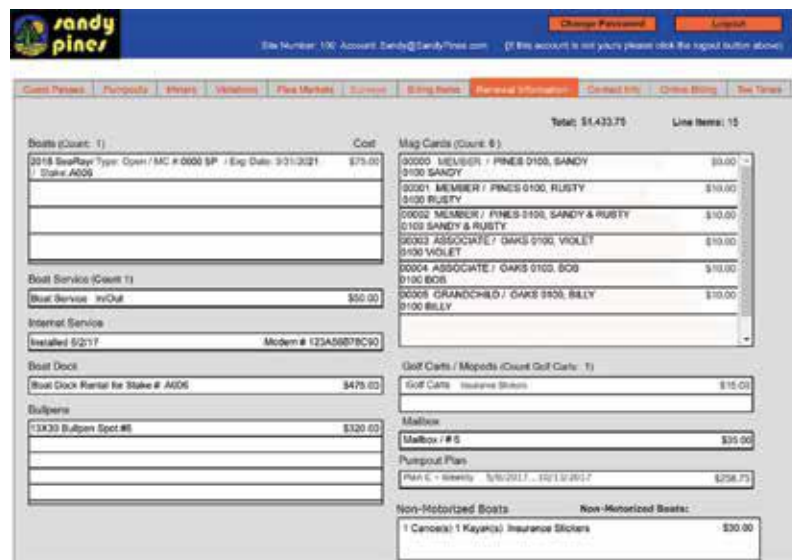 sandy
pines
Change Password
Logout
Site Number: 100 Account: Sandy@SandyPines.com (If this account is not yours please click the logout button above)
Guest Passes
Pumpouts
Violations
Flea Markets
Billing Items
Renewal Information
Contact Info
Online Billing
Tee Times
Total: $1,433.75 Line Items: 15
Boats (Count: 1) Cost
2018 SeaRay/ Type: Open / MC #:0000 SP / Exp Date: 3/31/2021 $75.00
/ Stake: A006
Boat Service (Count 1)
Boat Service In/Out $50.00
Internet Service
Installed 5/2/17 Modem #
Boat Dock
Boat Dock Rental for Stake # A006 $475.00
Bullpens
13X30 Bullpen Spot #6 $320.00
Mag Cards (Count: 6)
00000 MEMBER / PINES 0100, SANDY $0.00
0100 SANDY
00001 MEMBER / PINES 0100, RUSTY $10.00
0100 RUSTY
00002 MEMBER / PINES 0100, SANDY & RUSTY $10.00
0100 SANDY & RUSTY
00003 ASSOCIATE / OAKS 0100, VIOLET $10.00
0100 VIOLET
00004 ASSOCIATE / OAKS 0100, BOB $10.00
0100 BOB
00005 GRANDCHILD / OAKS 0100, BILLY $10.00
0100 BILLY
Golf Carts / Mopeds (Count Golf Carts: 1)
Golf Carts Insurance Stickers $15.00
Mailbox
Mailbox / # 6 $35.00
Pumpout Plan
Plan C - Weekly 5/6/2017...10/13/2017 $258.75
Non-Motorized Boats Non-Motorized Boats:
1 Canoe(s) 1 Kayak(s) Insurance Stickers $30.00